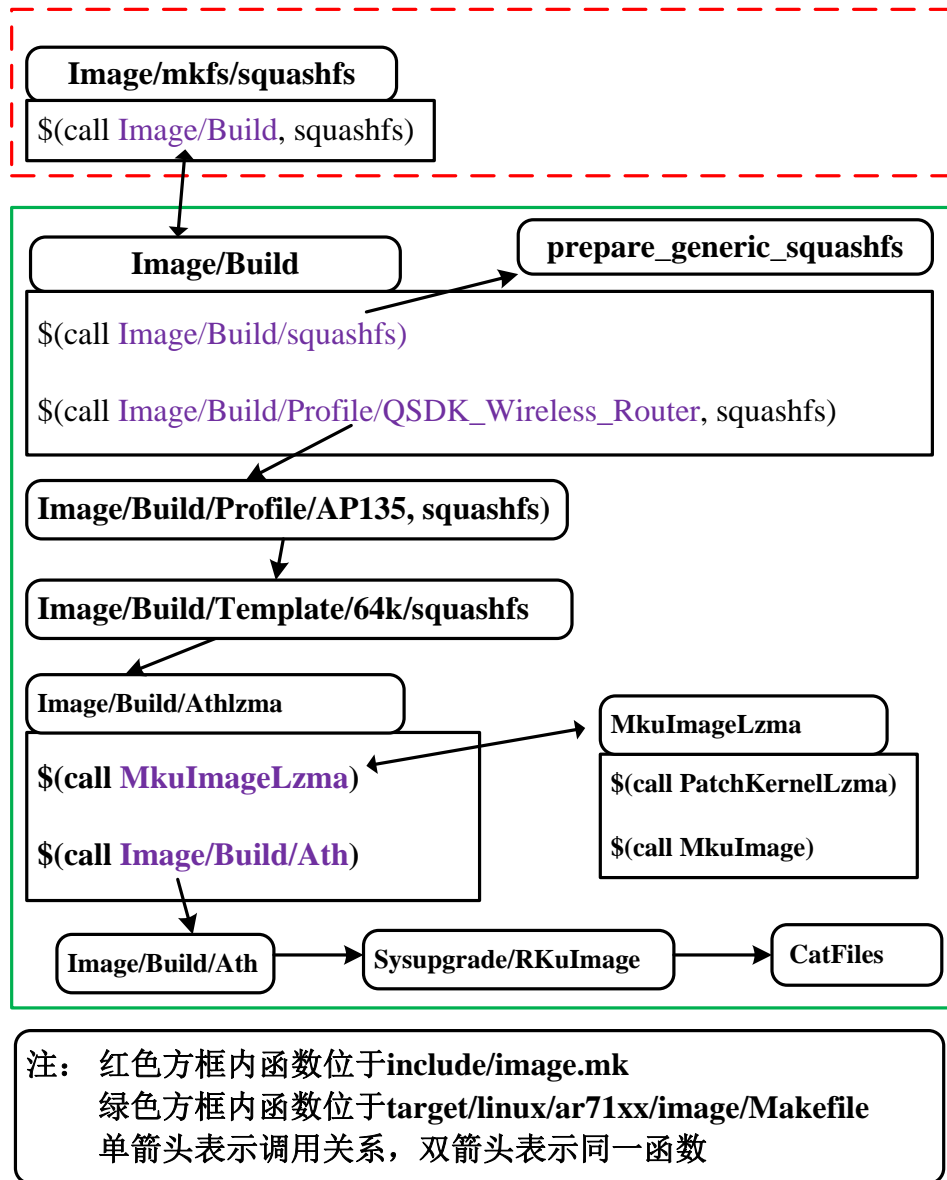 Image/mkfs/squashfs
$(call Image/Build, squashfs)
Image/Build
prepare_generic_squashfs
$(call Image/Build/squashfs)
$(call Image/Build/Profile/QSDK_Wireless_Router, squashfs)
Image/Build/Profile/AP135, squashfs)
Image/Build/Template/64k/squashfs
Image/Build/Athlzma
$(call MkuImageLzma)
$(call Image/Build/Ath)
MkuImageLzma
$(call PatchKernelLzma)
$(call MkuImage)
Image/Build/Ath
Sysupgrade/RKuImage
CatFiles
注： 红色方框内函数位于include/image.mk
绿色方框内函数位于target/linux/ar71xx/image/Makefile
单箭头表示调用关系，双箭头表示同一函数